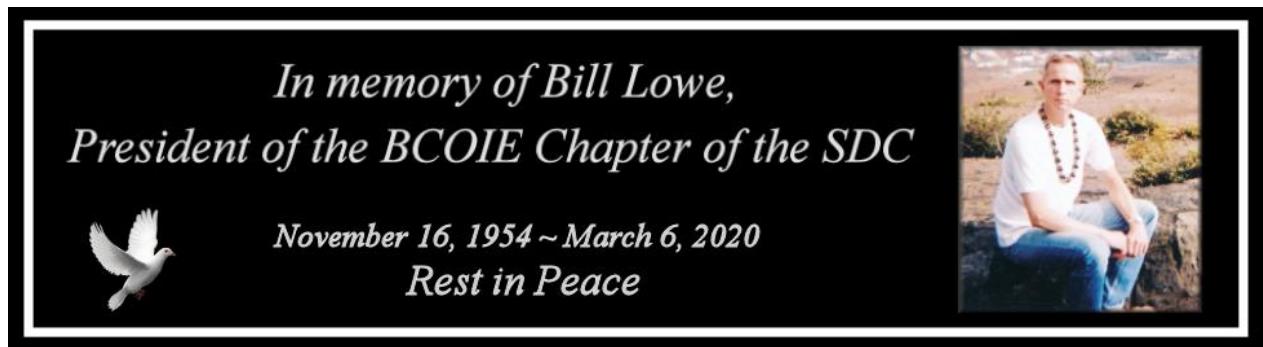 In memory of Bill Lowe,
President of the BCOIE Chapter of the SDC
November 16, 1954 ~ March 6, 2020
Rest in Peace